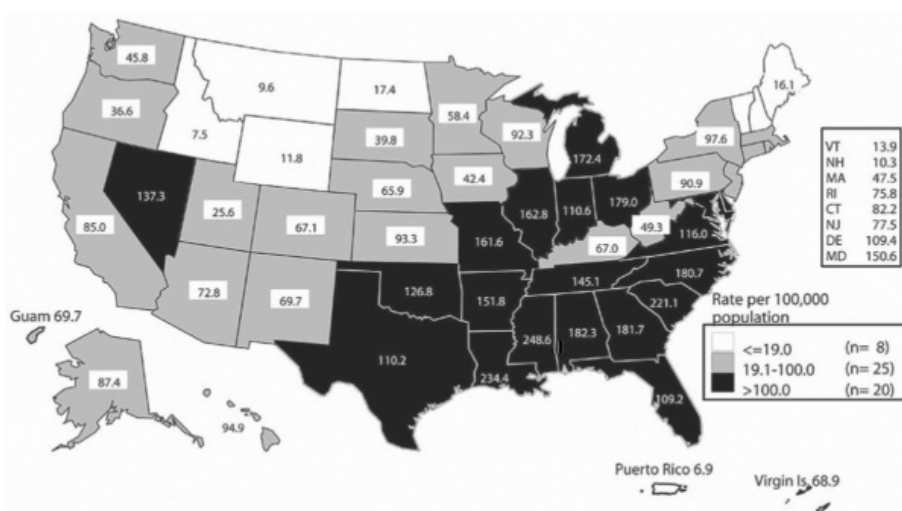 45.8
9.6
17.4
16.1
36.6
58.4
7.5
39.8
92.3
97.6
11.8
172.4
VT 13.9
NH 10.3
MA 47.5
RI 75.8
CT 82.2
NJ 77.5
DE 109.4
MD 150.6
137.3
65.9
42.4
90.9
25.6
162.8
110.6
179.0
85.0
67.1
93.3
161.6
49.3
116.0
67.0
72.8
69.7
126.8
151.8
145.1
180.7
221.1
110.2
248.6
182.3
181.7
234.4
109.2
Rate per 100,000
population
<=19.0 (n= 8)
19.1-100.0 (n= 25)
>100.0 (n= 20)
Guam 69.7
87.4
94.9
Puerto Rico 6.9
Virgin Is. 68.9